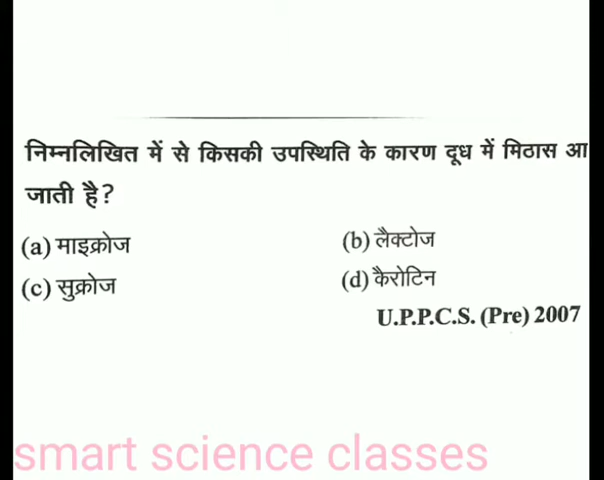 निम्नलिखित में से किसकी उपस्थिति के कारण दूध में मिठास आ
जाती है?
(a) माइक्रोज (b) लैक्टोज
(c) सुक्रोज (d) कैरोटिन
U.P.P.C.S. (Pre) 2007
smart science classes